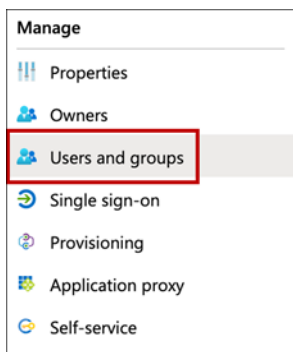 Manage
Properties
Owners
Users and groups
Single sign-on
Provisioning
Application proxy
Self-service